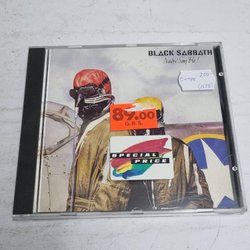 BLACK SABBATH
Never Say Die!
89.00
G.R.S.
SPECIAL
PRICE